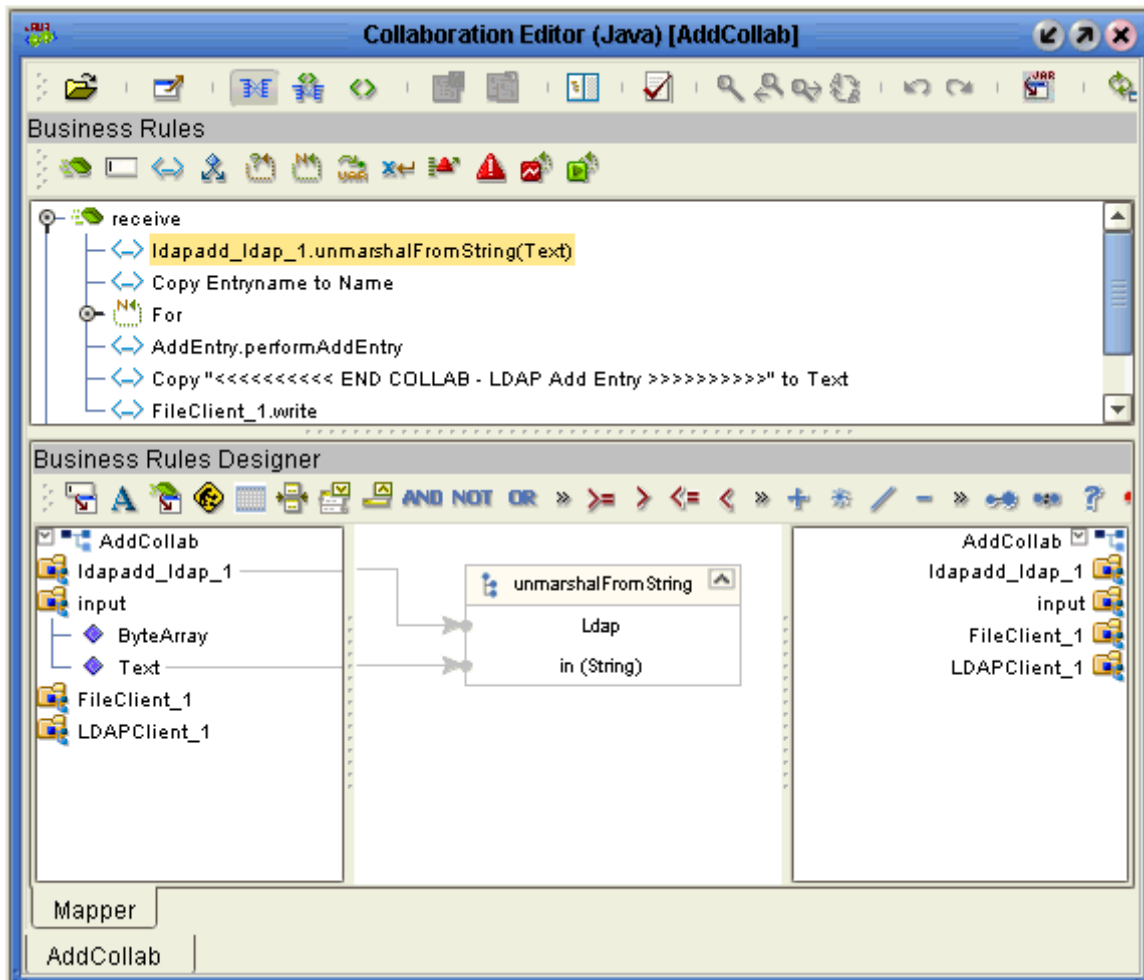 Collaboration Editor (Java) [AddCollab]
JAR
Business Rules
VAR
receive
ldapadd_ldap_1.unmarshalFromString(Text)
Copy Entryname to Name
For
AddEntry.performAddEntry
Copy "<<<<<<<<<< END COLLAB - LDAP Add Entry >>>>>>>>>>" to Text
FileClient_1.write
Business Rules Designer
A AND NOT OR » >= > <= < » + * / - » » ?
AddCollab
ldapadd_ldap_1
input
ByteArray
Text
FileClient_1
LDAPClient_1
unmarshalFromString
Ldap
in (String)
AddCollab
ldapadd_ldap_1
input
FileClient_1
LDAPClient_1
Mapper
AddCollab